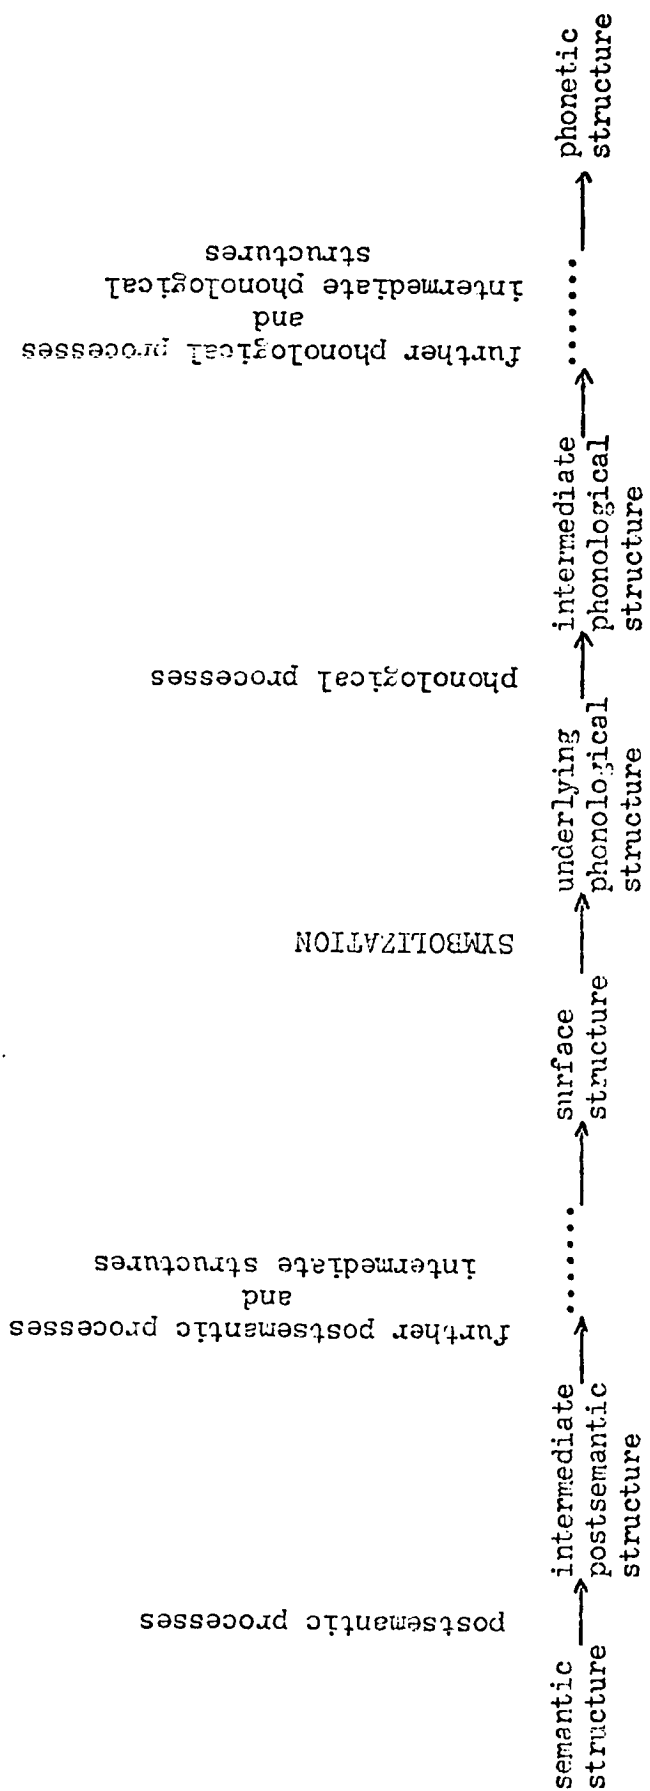 semantic
structure
postsemantic processes
intermediate
postsemantic
structure
further postsemantic processes
and
intermediate structures
.......
surface
structure
SYMBOLIZATION
underlying
phonological
structure
phonological processes
intermediate
phonological
structure
further phonological processes
and
intermediate phonological
structures
.......
phonetic
structure